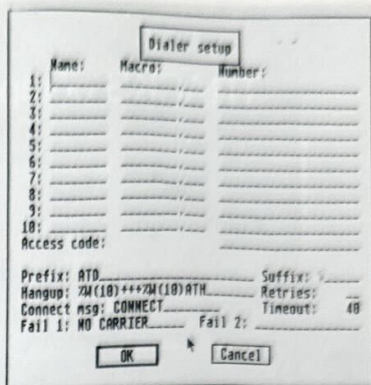 Dialer setup
Name: Macro: Number:
1:
2:
3:
4:
5:
6:
7:
8:
9:
10:
Access code:
Prefix: ATD Suffix:
Hangup: %W(10)+++%W(10)ATH Retries:
Connect msg: CONNECT Timeout: 40
Fail 1: NO CARRIER Fail 2:
OK Cancel